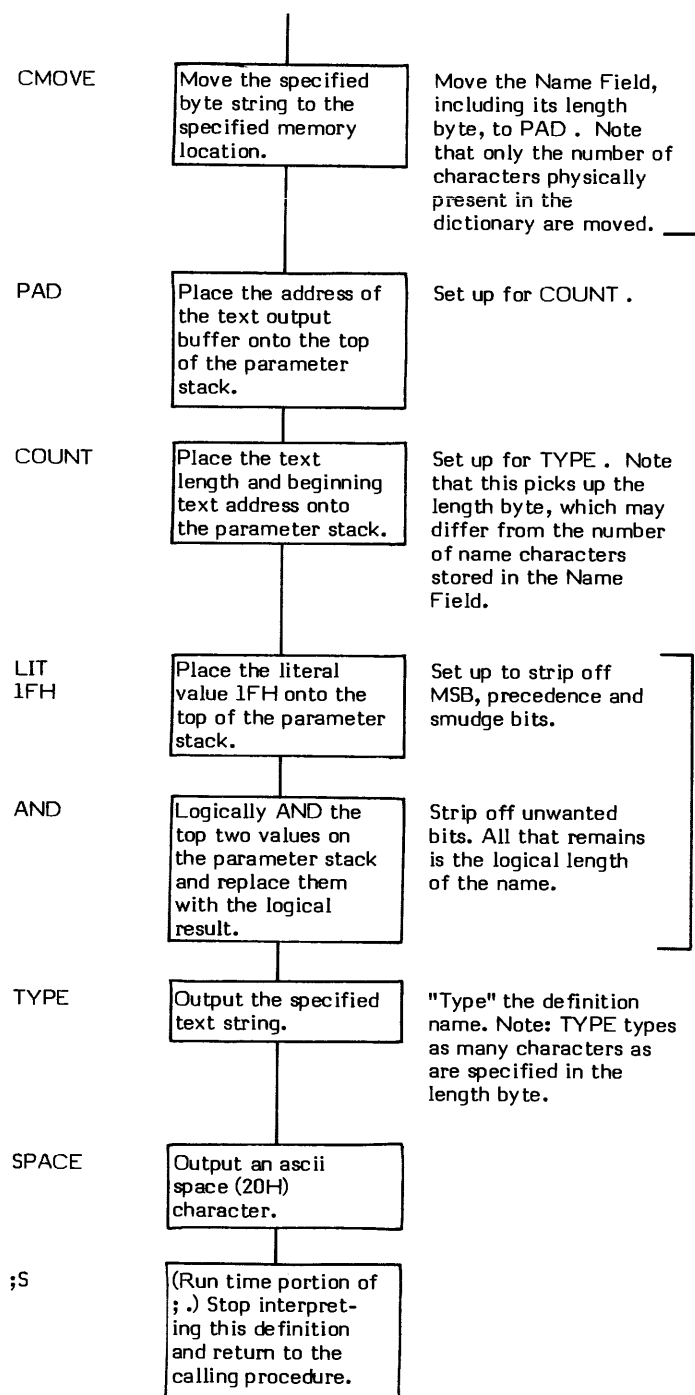 CMOVE
Move the specified
byte string to the
specified memory
location.
Move the Name Field,
including its length
byte, to PAD . Note
that only the number of
characters physically
present in the
dictionary are moved.
PAD
Place the address of
the text output
buffer onto the top
of the parameter
stack.
Set up for COUNT .
COUNT
Place the text
length and beginning
text address onto
the parameter stack.
Set up for TYPE . Note
that this picks up the
length byte, which may
differ from the number
of name characters
stored in the Name
Field.
LIT
1FH
Place the literal
value 1FH onto the
top of the parameter
stack.
Set up to strip off
MSB, precedence and
smudge bits.
AND
Logically AND the
top two values on
the parameter stack
and replace them
with the logical
result.
Strip off unwanted
bits. All that remains
is the logical length
of the name.
TYPE
Output the specified
text string.
"Type" the definition
name. Note: TYPE types
as many characters as
are specified in the
length byte.
SPACE
Output an ascii
space (20H)
character.
;S
(Run time portion of
; .) Stop interpret-
ing this definition
and return to the
calling procedure.